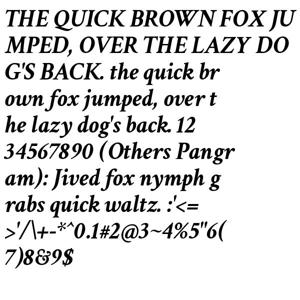 THE QUICK BROWN FOX JU
MPED, OVER THE LAZY DO
G'S BACK. the quick br
own fox jumped, over t
he lazy dog's back. 12
34567890 (Others Pangr
am): Jived fox nymph g
rabs quick waltz. :'<=
>'/\+-*^0.1#2@3~4%5"6(
7)8&9$